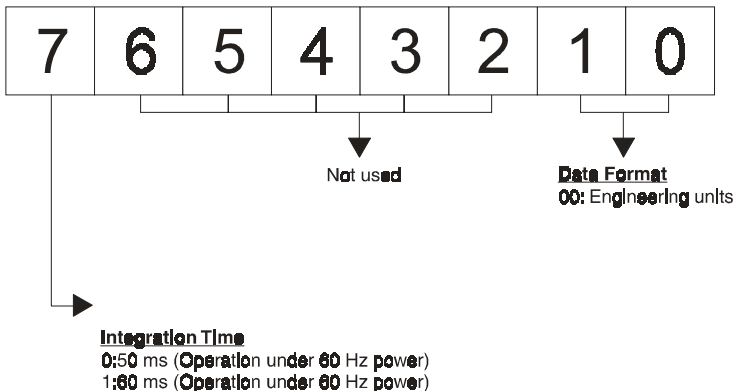 7 6 5 4 3 2 1 0
Not used
Data Format
00: Engineering units
Integration Time
0:50 ms (Operation under 60 Hz power)
1:60 ms (Operation under 60 Hz power)